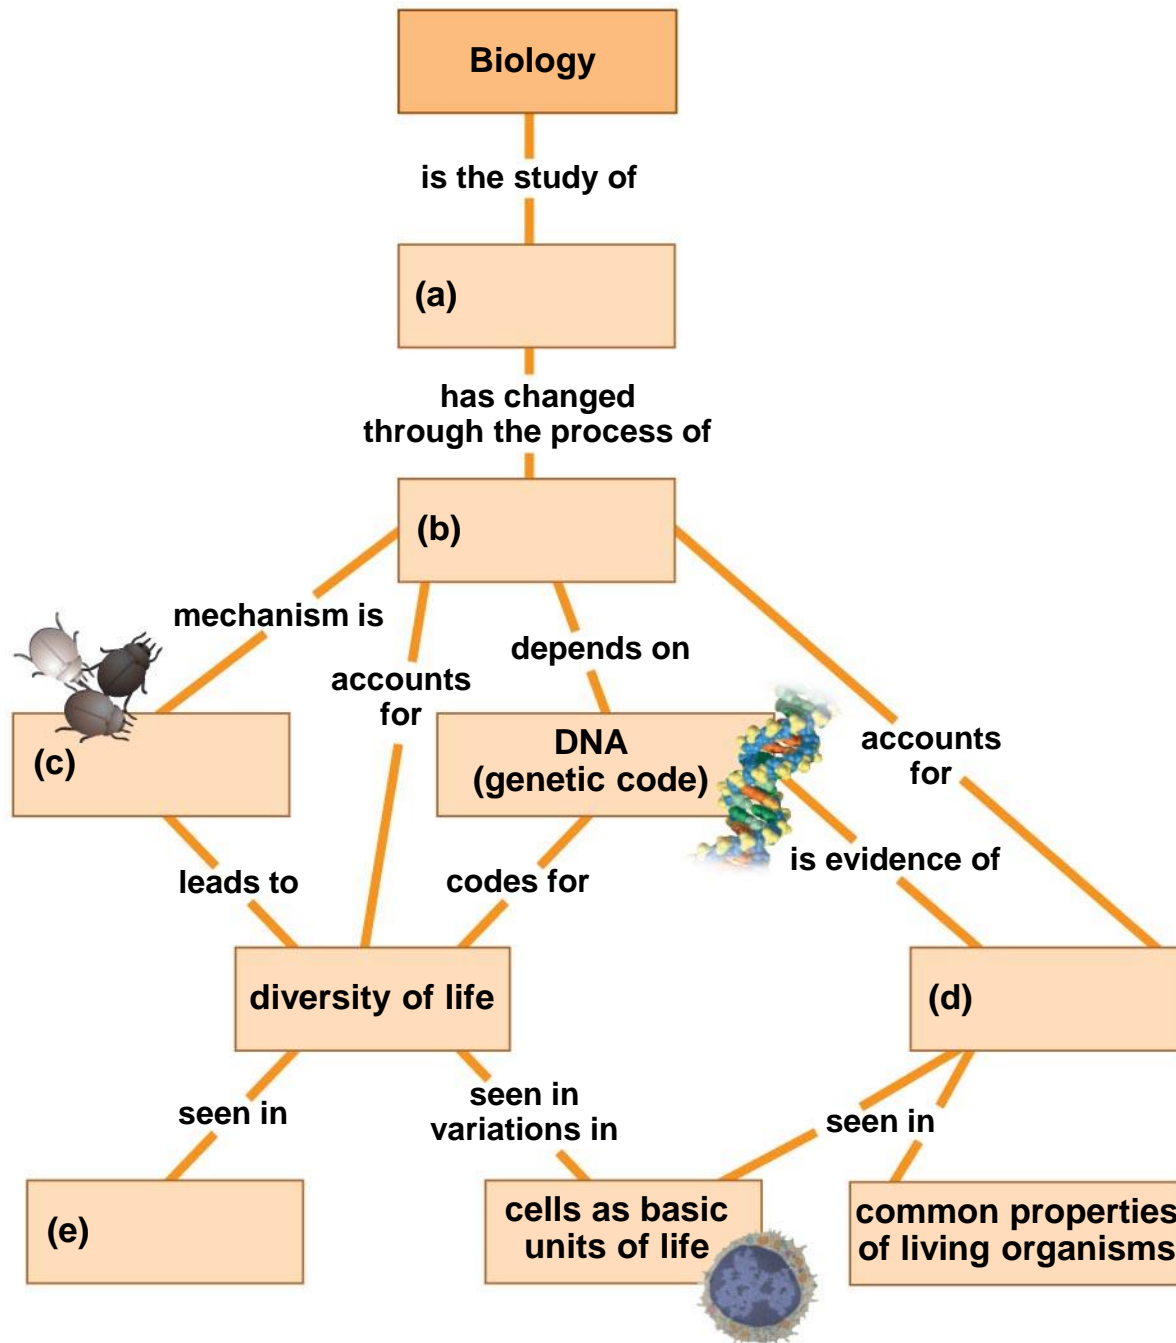 Biology
is the study of
(a)
has changed
through the process of
(b)
mechanism is
depends on
accounts
for
(c)
DNA
(genetic code)
accounts
for
is evidence of
leads to
codes for
diversity of life
(d)
seen in
seen in
variations in
seen in
(e)
cells as basic
units of life
common properties
of living organisms